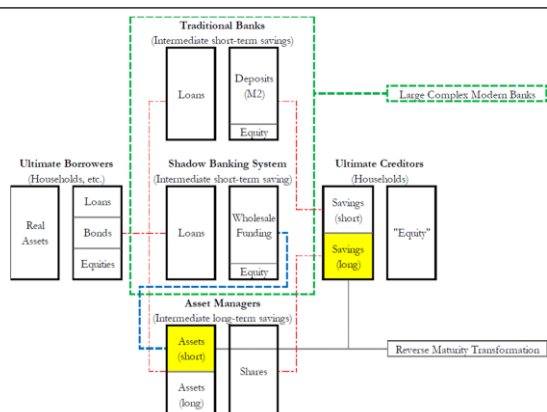 Traditional Banks
(Intermediate short-term savings)
Loans
Deposits
(M2)
Equity
Large Complex Modern Banks
Ultimate Borrowers
(Households, etc.)
Real
Assets
Loans
Bonds
Equities
Shadow Banking System
(Intermediate short-term saving)
Loans
Wholesale
Funding
Equity
Ultimate Creditors
(Households)
Savings
(short)
Savings
(long)
"Equity"
Asset Managers
(Intermediate long-term savings)
Assets
(short)
Assets
(long)
Shares
Reverse Maturity Transformation